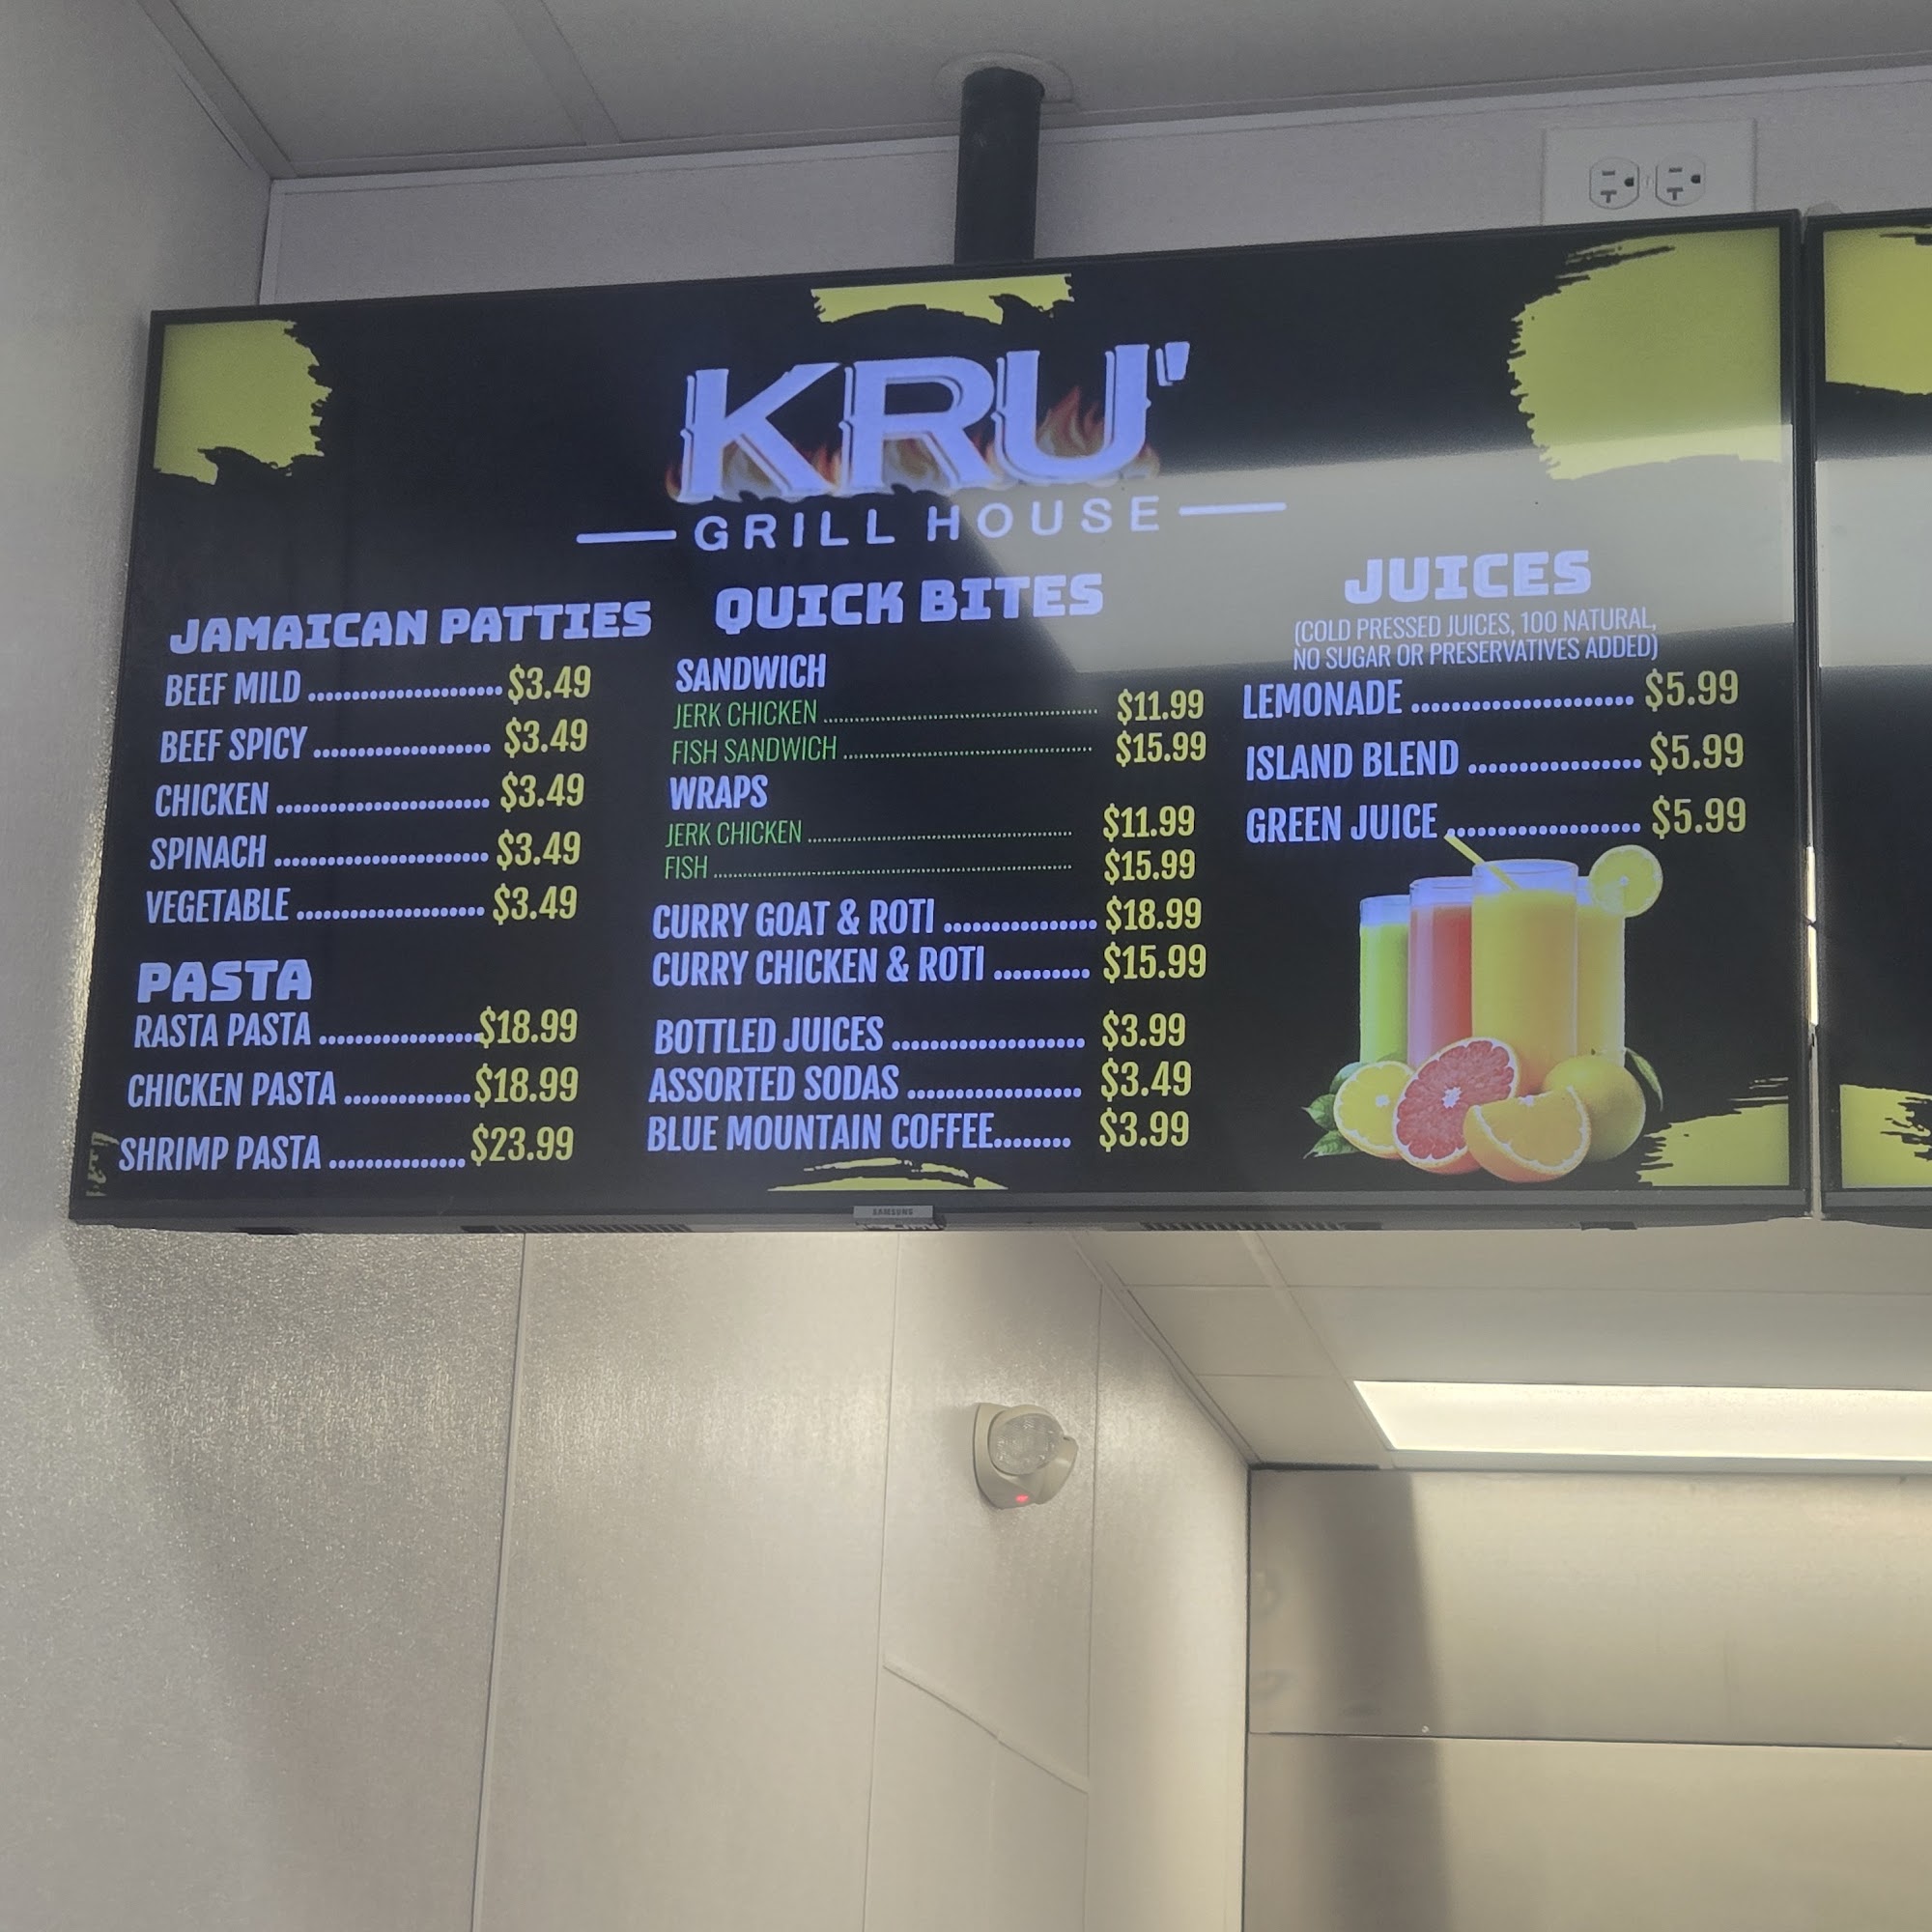 KRU'
GRILL HOUSE
JAMAICAN PATTIES
BEEF MILD ...................... $3.49
BEEF SPICY .................... $3.49
CHICKEN ........................ $3.49
SPINACH ........................ $3.49
VEGETABLE ..................... $3.49
PASTA
RASTA PASTA ..................$18.99
CHICKEN PASTA ..............$18.99
SHRIMP PASTA ............... $23.99
QUICK BITES
SANDWICH
JERK CHICKEN ........................ $11.99
FISH SANDWICH ........................ $15.99
WRAPS
JERK CHICKEN ........................ $11.99
FISH ........................ $15.99
CURRY GOAT & ROTI ................ $18.99
CURRY CHICKEN & ROTI .......... $15.99
BOTTLED JUICES .................... $3.99
ASSORTED SODAS .................. $3.49
BLUE MOUNTAIN COFFEE........ $3.99
JUICES
(COLD PRESSED JUICES, 100 NATURAL,
NO SUGAR OR PRESERVATIVES ADDED)
LEMONADE ...................... $5.99
ISLAND BLEND ................. $5.99
GREEN JUICE ................... $5.99
SAMSUNG